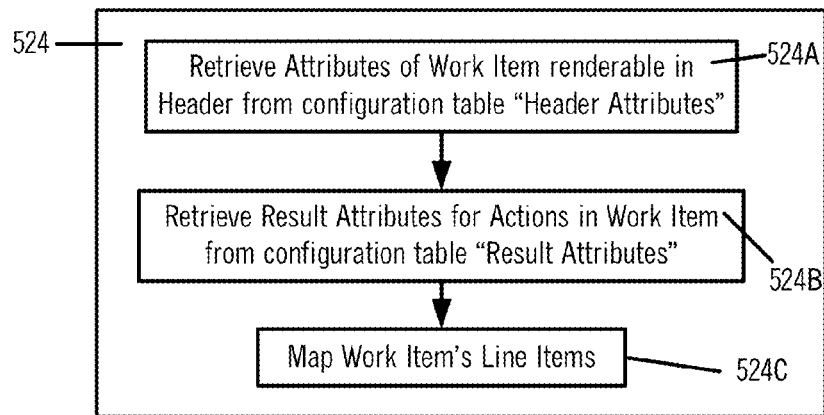 524
Retrieve Attributes of Work Item renderable in
Header from configuration table “Header Attributes”
524A
Retrieve Result Attributes for Actions in Work Item
from configuration table “Result Attributes”
524B
Map Work Item's Line Items
524C